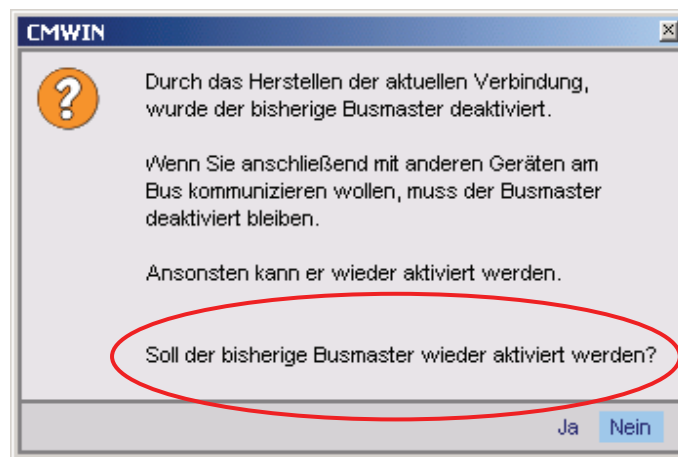 CMWIN
Durch das Herstellen der aktuellen Verbindung,
wurde der bisherige Busmaster deaktiviert.
Wenn Sie anschließend mit anderen Geräten am
Bus kommunizieren wollen, muss der Busmaster
deaktiviert bleiben.
Ansonsten kann er wieder aktiviert werden.
Soll der bisherige Busmaster wieder aktiviert werden?
Ja Nein